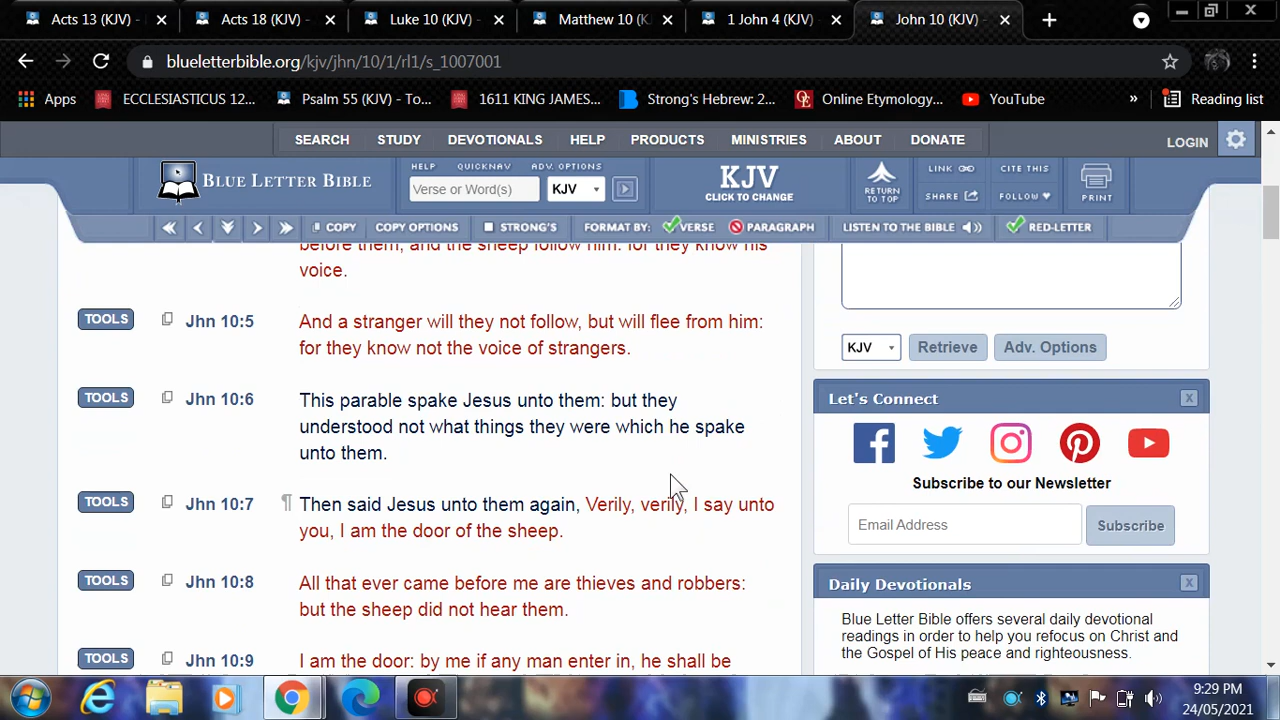 Acts 13 (KJV) -
Acts 18 (KJV) -
Luke 10 (KJV) -
Matthew 10 (K
1 John 4 (KJV)
John 10 (KJV) -
blueletterbible.org/kjv/jhn/10/1/rl1/s_1007001
Apps
ECCLESIASTICUS 12...
Psalm 55 (KJV) - To...
1611 KING JAMES...
Strong's Hebrew: 2...
Online Etymology...
YouTube
»
Reading list
SEARCH STUDY DEVOTIONALS HELP PRODUCTS MINISTRIES ABOUT DONATE
LOGIN
BLUE LETTER BIBLE
HELP QUICKNAV ADV. OPTIONS
Verse or Word(s)
KJV
KJV
CLICK TO CHANGE
RETURN
TO TOP
LINK
SHARE
CITE THIS
FOLLOW
PRINT
COPY
COPY OPTIONS
STRONG'S
FORMAT BY:
VERSE
PARAGRAPH
LISTEN TO THE BIBLE
RED-LETTER
before them, and the sheep follow him: for they know his
voice.
TOOLS Jhn 10:5 And a stranger will they not follow, but will flee from him:
for they know not the voice of strangers.
TOOLS Jhn 10:6 This parable spake Jesus unto them: but they
understood not what things they were which he spake
unto them.
TOOLS Jhn 10:7 ¶ Then said Jesus unto them again, Verily, verily, I say unto
you, I am the door of the sheep.
TOOLS Jhn 10:8 All that ever came before me are thieves and robbers:
but the sheep did not hear them.
TOOLS Jhn 10:9 I am the door: by me if any man enter in, he shall be
KJV
Retrieve
Adv. Options
Let's Connect
X
Subscribe to our Newsletter
Email Address
Subscribe
Daily Devotionals
X
Blue Letter Bible offers several daily devotional
readings in order to help you refocus on Christ and
the Gospel of His peace and righteousness.
9:29 PM
24/05/2021